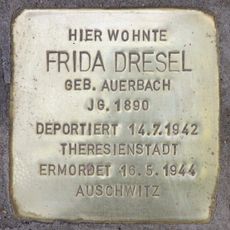 HIER WOHNTE
FRIDA DRESEL
GEB. AUERBACH
JG. 1890
DEPORTIERT 14.7.1942
THERESIENSTADT
ERMORDET 16.5.1944
AUSCHWITZ